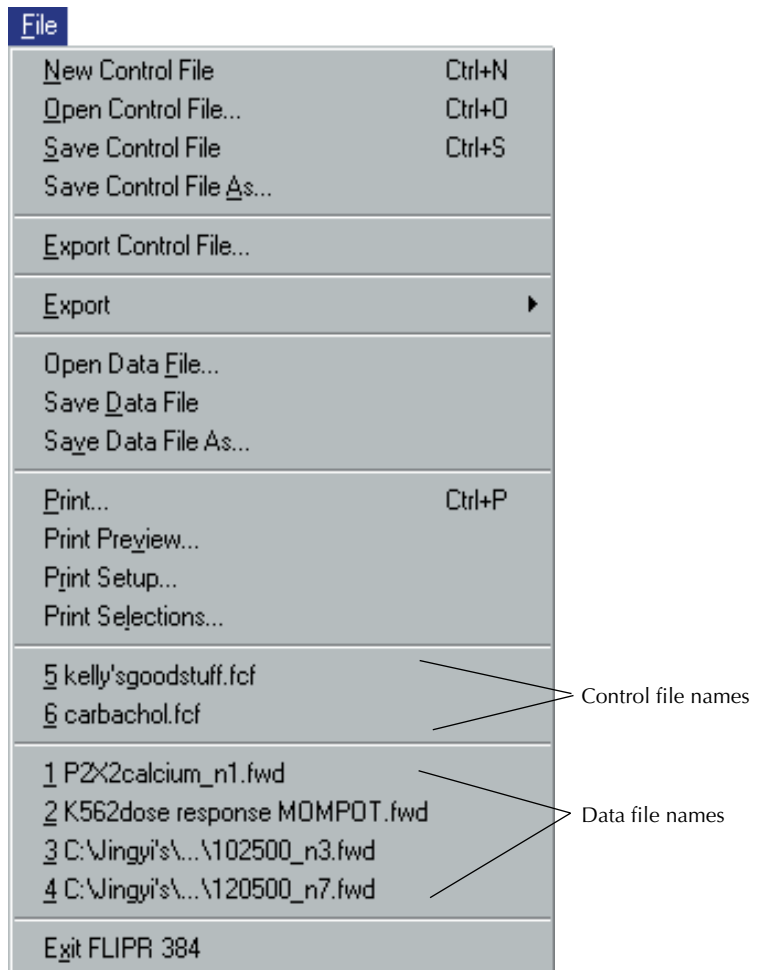 File
New Control File Ctrl+N
Open Control File... Ctrl+O
Save Control File Ctrl+S
Save Control File As...
Export Control File...
Export
Open Data File...
Save Data File
Save Data File As...
Print... Ctrl+P
Print Preview...
Print Setup...
Print Selections...
5 kelly'sgoodstuff.fcf
6 carbachol.fcf
Control file names
1 P2X2calcium_n1.fwd
2 K562dose response MOMPOT.fwd
3 C:\Jingyi's\...\102500_n3.fwd
4 C:\Jingyi's\...\120500_n7.fwd
Data file names
Exit FLIPR 384